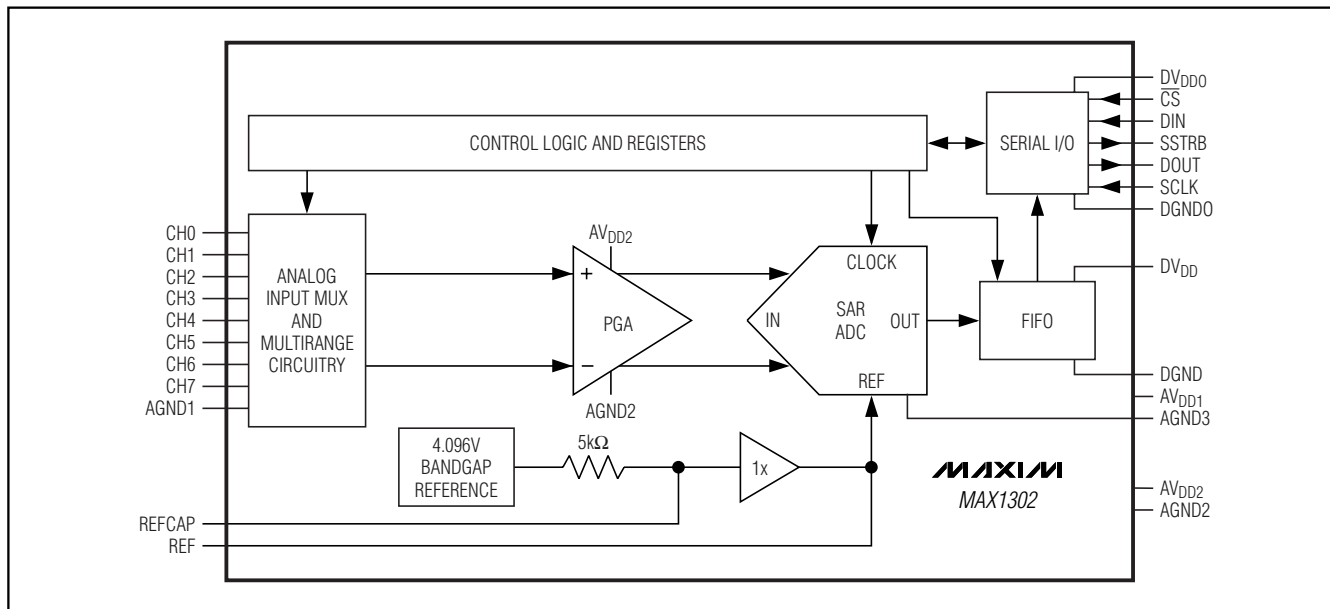 CONTROL LOGIC AND REGISTERS
SERIAL I/O
DVDDO
CS
DIN
SSTRB
DOUT
SCLK
DGNDO
CH0
CH1
CH2
CH3
CH4
CH5
CH6
CH7
AGND1
ANALOG
INPUT MUX
AND
MULTIRANGE
CIRCUITRY
AVDD2
+
PGA
−
AGND2
CLOCK
IN
SAR
ADC
OUT
REF
FIFO
DVDD
DGND
AVDD1
AGND3
4.096V
BANDGAP
REFERENCE
5kΩ
1x
MAXIM
MAX1302
AVDD2
AGND2
REFCAP
REF